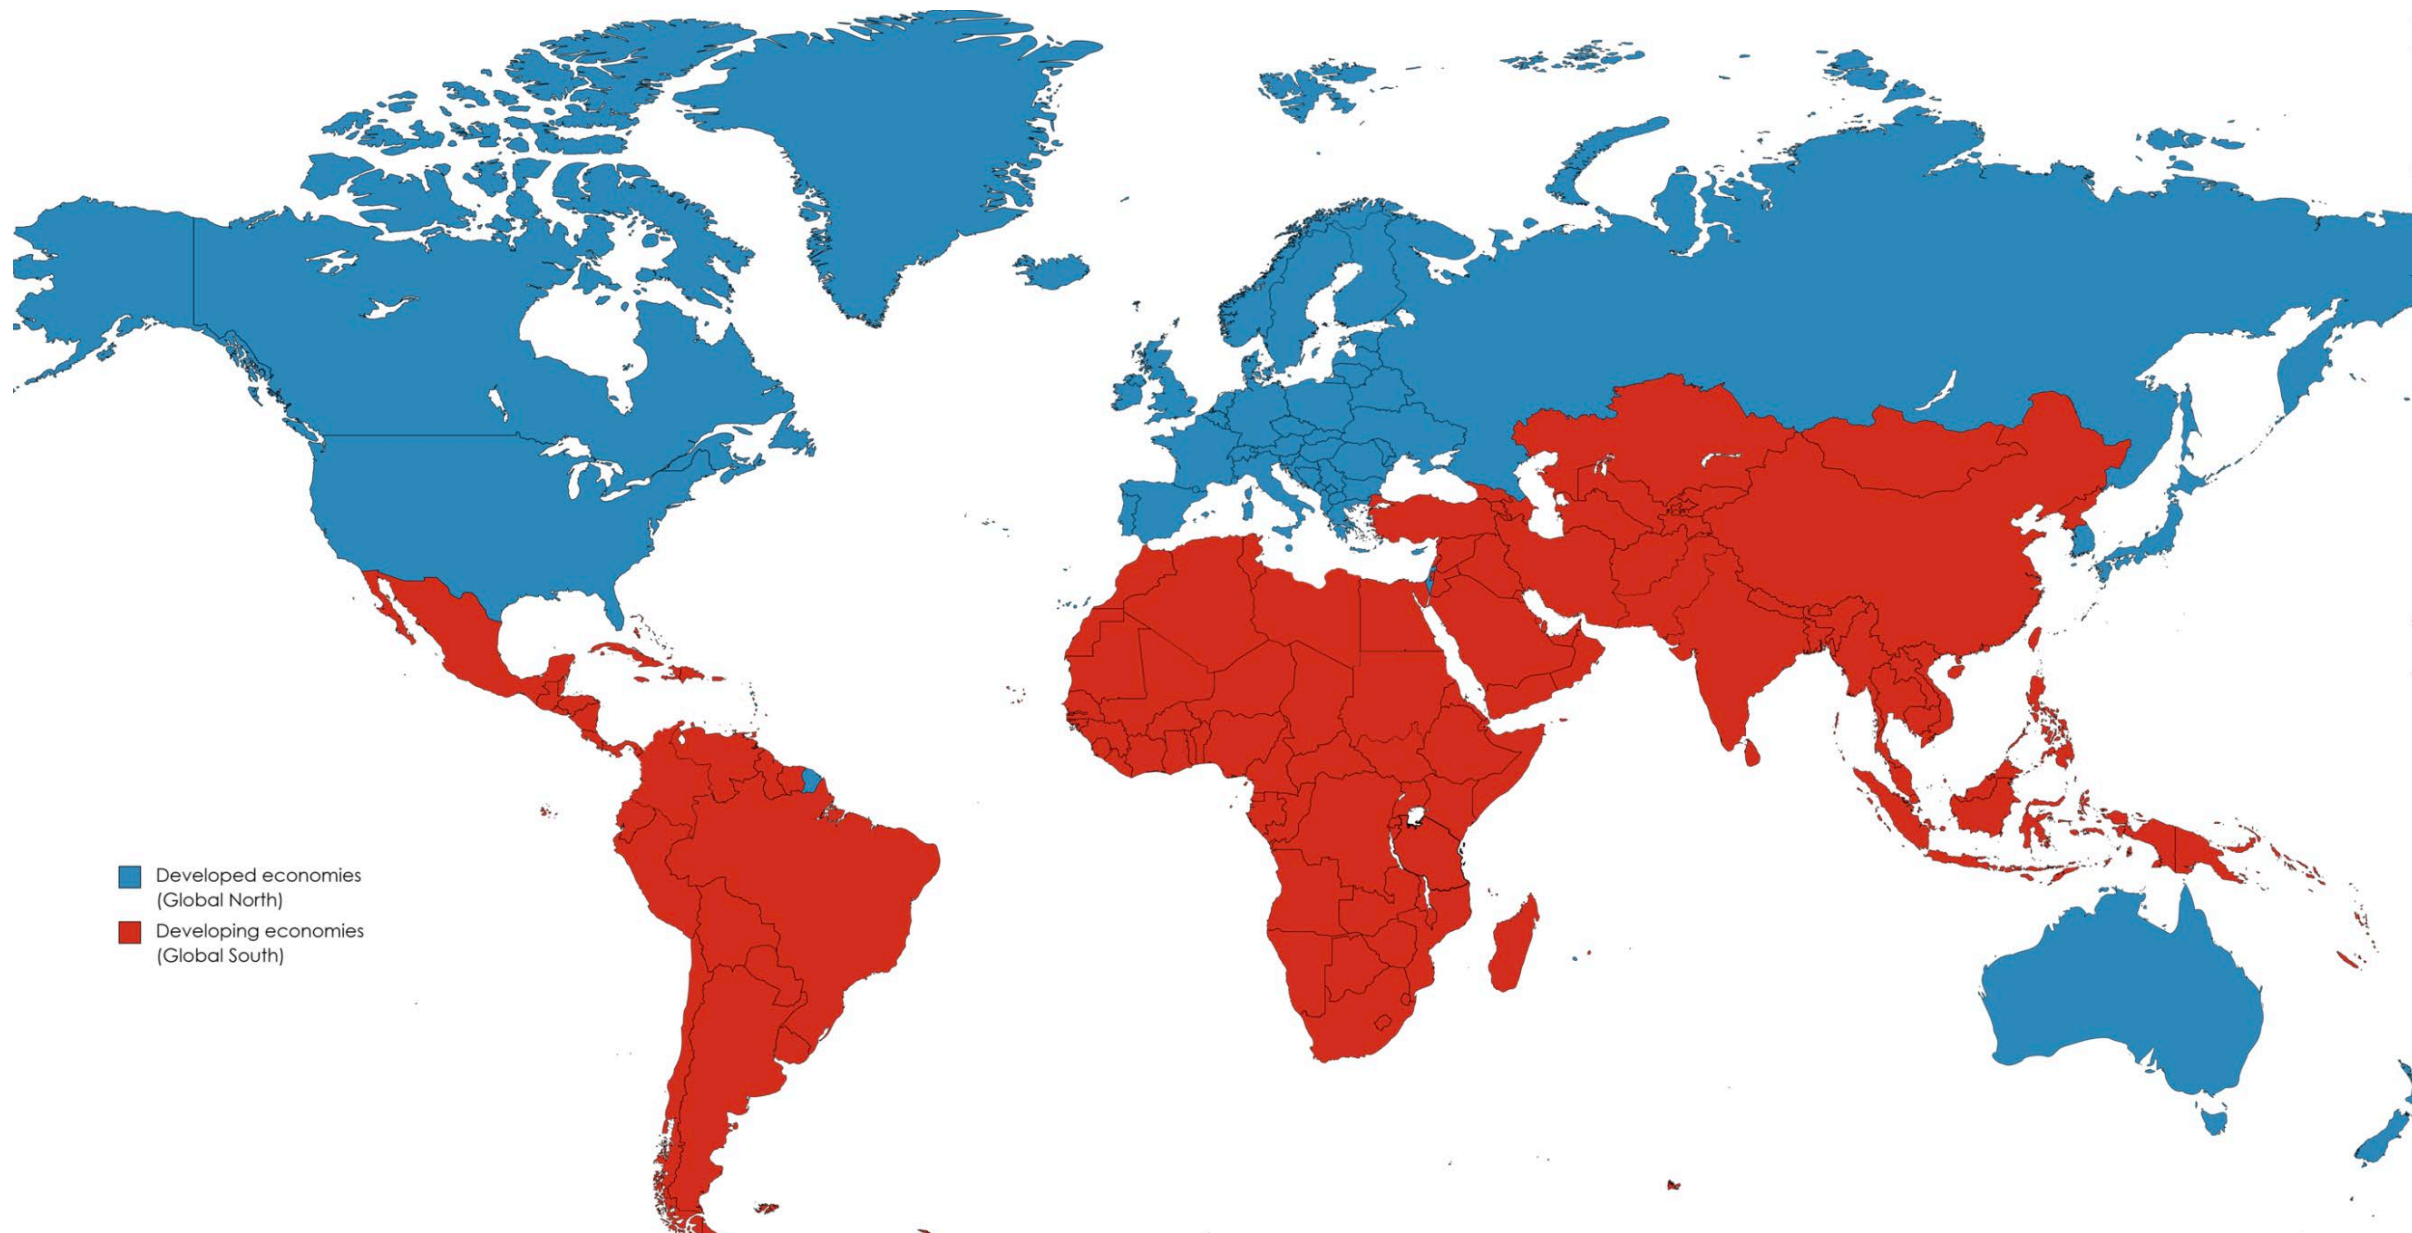 Developed economies
(Global North)
Developing economies
(Global South)